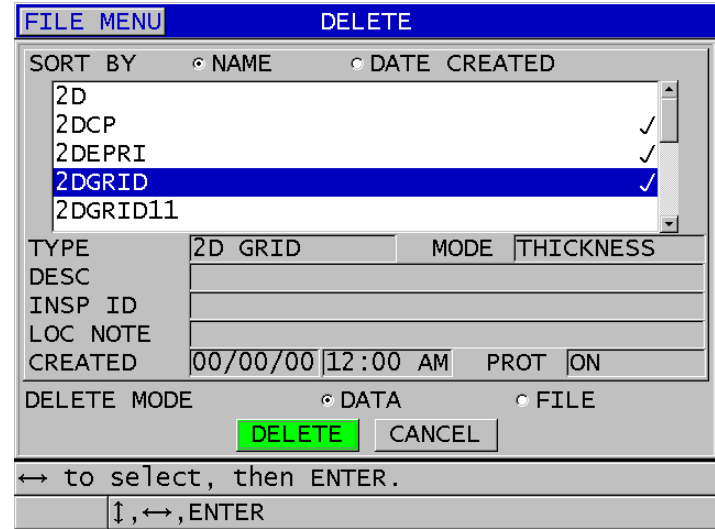 FILE MENU DELETE
SORT BY NAME DATE CREATED
2D
2DCP ✓
2DEPRI ✓
2DGRID ✓
2DGRID11
TYPE 2D GRID MODE THICKNESS
DESC
INSP ID
LOC NOTE
CREATED 00/00/00 12:00 AM PROT ON
DELETE MODE DATA FILE
DELETE CANCEL
↔ to select, then ENTER.
↕,↔,ENTER